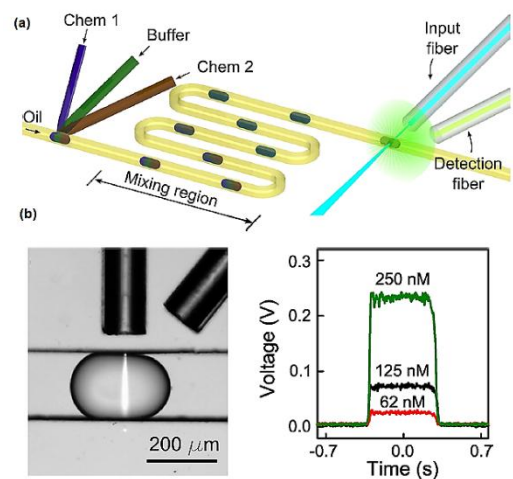 (a)
Chem 1
Buffer
Chem 2
Oil
Input fiber
Detection fiber
Mixing region
(b)
200 μm
Voltage (V)
0.3
0.2
0.1
0.0
250 nM
125 nM
62 nM
-0.7 0.0 0.7
Time (s)